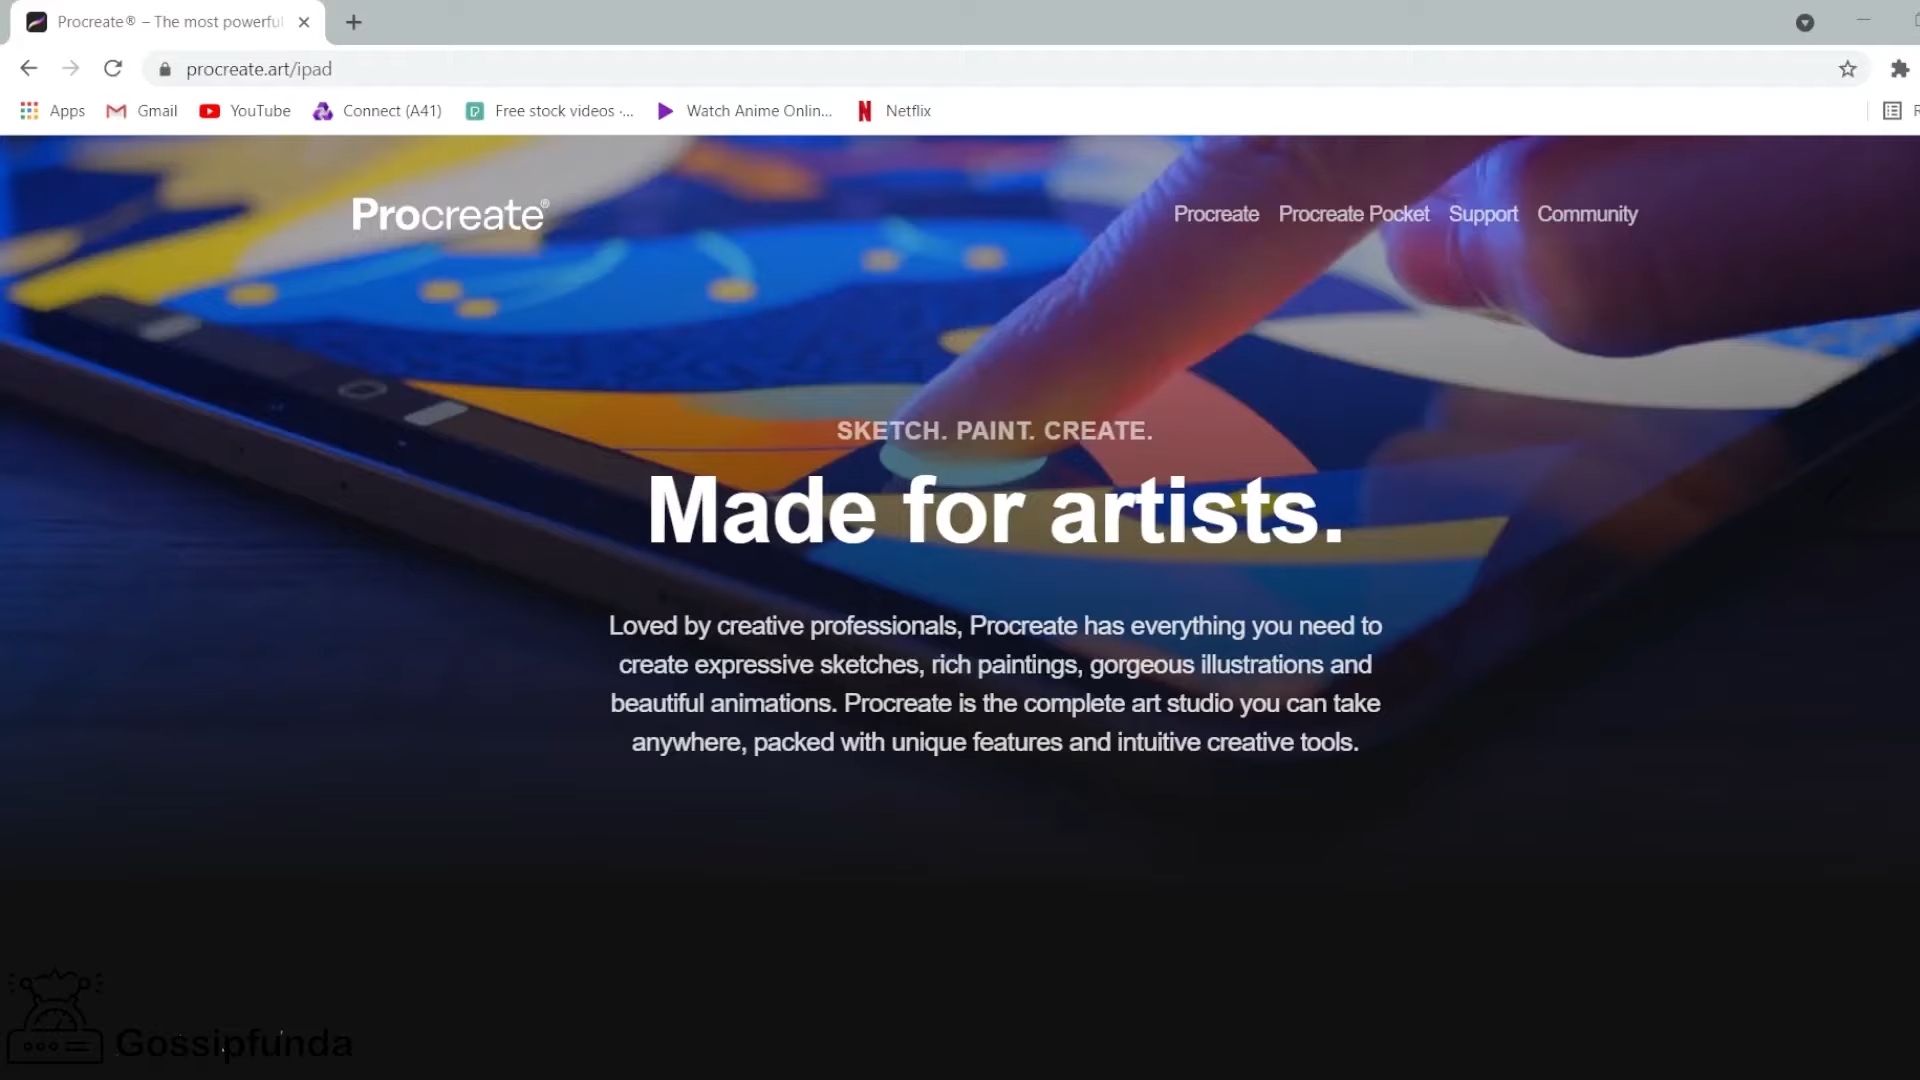 Procreate® – The most powerful
procreate.art/ipad
Apps
Gmail
YouTube
Connect (A41)
Free stock videos ·...
Watch Anime Onlin...
Netflix
Procreate®
Procreate
Procreate Pocket
Support
Community
SKETCH. PAINT. CREATE.
Made for artists.
Loved by creative professionals, Procreate has everything you need to
create expressive sketches, rich paintings, gorgeous illustrations and
beautiful animations. Procreate is the complete art studio you can take
anywhere, packed with unique features and intuitive creative tools.
Gossipfunda